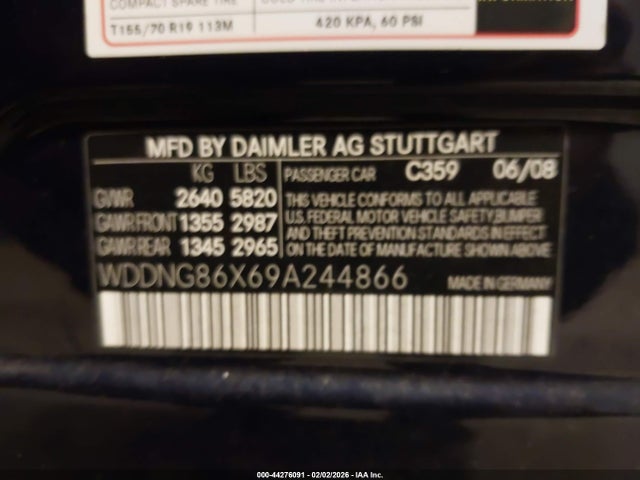 COMPACT SPARE TIRE
T155/70 R19 113M 420 KPA, 60 PSI
MFD BY DAIMLER AG STUTTGART
KG LBS PASSENGER CAR C359 06/08
GVWR 2640 5820 THIS VEHICLE CONFORMS TO ALL APPLICABLE
GAWR FRONT 1355 2987 U.S. FEDERAL MOTOR VEHICLE SAFETY, BUMPER
AND THEFT PREVENTION STANDARDS IN EFFECT
GAWR REAR 1345 2965 ON THE DATE OF MANUFACTURE SHOWN ABOVE
WDDNG86X69A244866 MADE IN GERMANY
000-44276091 - 02/02/2026 - IAA Inc.